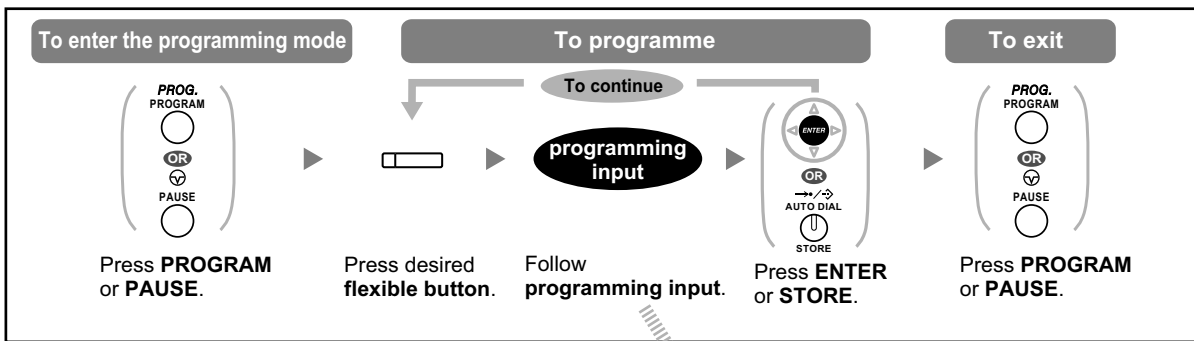 To enter the programming mode
To programme
To exit
To continue
PROG.
PROGRAM
OR
PAUSE
programming
input
ENTER
OR
AUTO DIAL
STORE
PROG.
PROGRAM
OR
PAUSE
Press PROGRAM
or PAUSE.
Press desired
flexible button.
Follow
programming input.
Press ENTER
or STORE.
Press PROGRAM
or PAUSE.